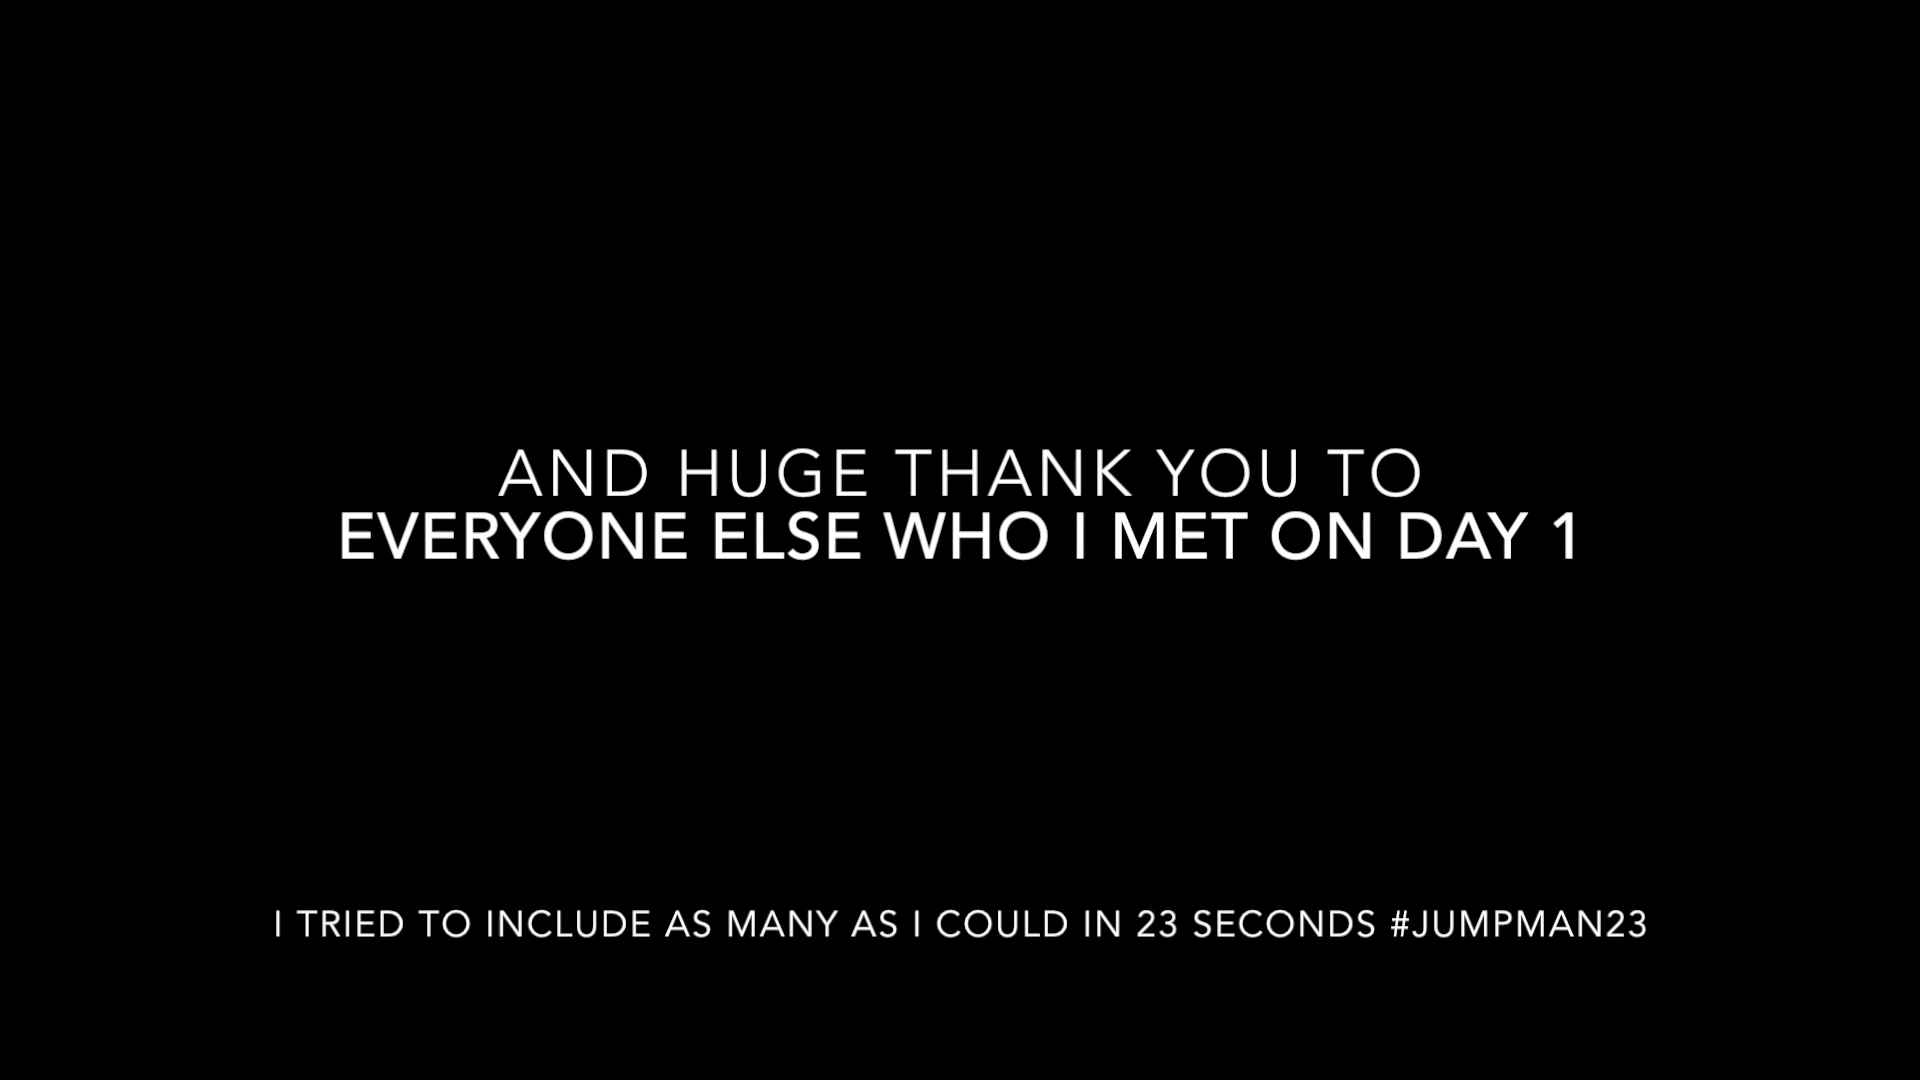 AND HUGE THANK YOU TO
EVERYONE ELSE WHO I MET ON DAY 1
I TRIED TO INCLUDE AS MANY AS I COULD IN 23 SECONDS #JUMPMAN23